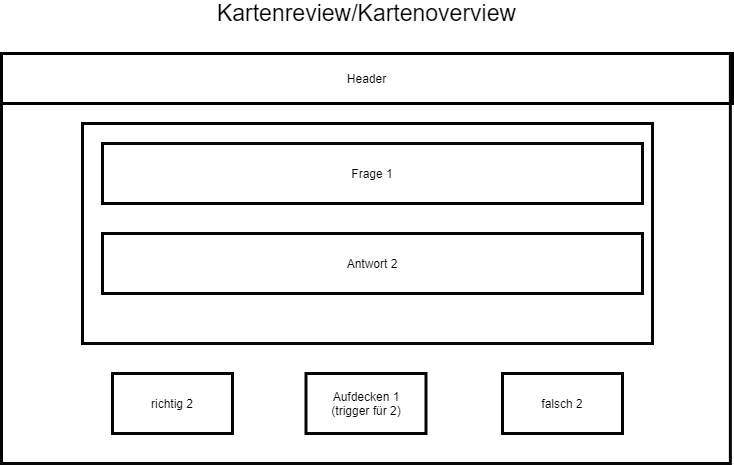 Kartenreview/Kartenoverview
Header
Frage 1
Antwort 2
richtig 2
Aufdecken 1
(trigger für 2)
falsch 2